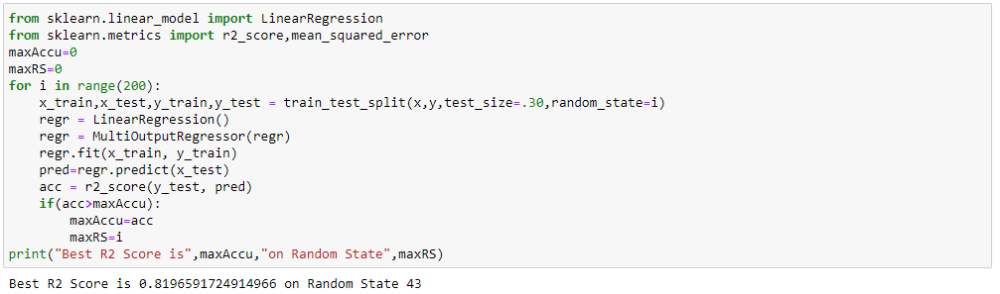 from sklearn.linear_model import LinearRegression
from sklearn.metrics import r2_score,mean_squared_error
maxAccu=0
maxRS=0
for i in range(200):
    x_train,x_test,y_train,y_test = train_test_split(x,y,test_size=.30,random_state=i)
    regr = LinearRegression()
    regr = MultiOutputRegressor(regr)
    regr.fit(x_train, y_train)
    pred=regr.predict(x_test)
    acc = r2_score(y_test, pred)
    if(acc>maxAccu):
        maxAccu=acc
        maxRS=i
print("Best R2 Score is",maxAccu,"on Random State",maxRS)
Best R2 Score is 0.8196591724914966 on Random State 43